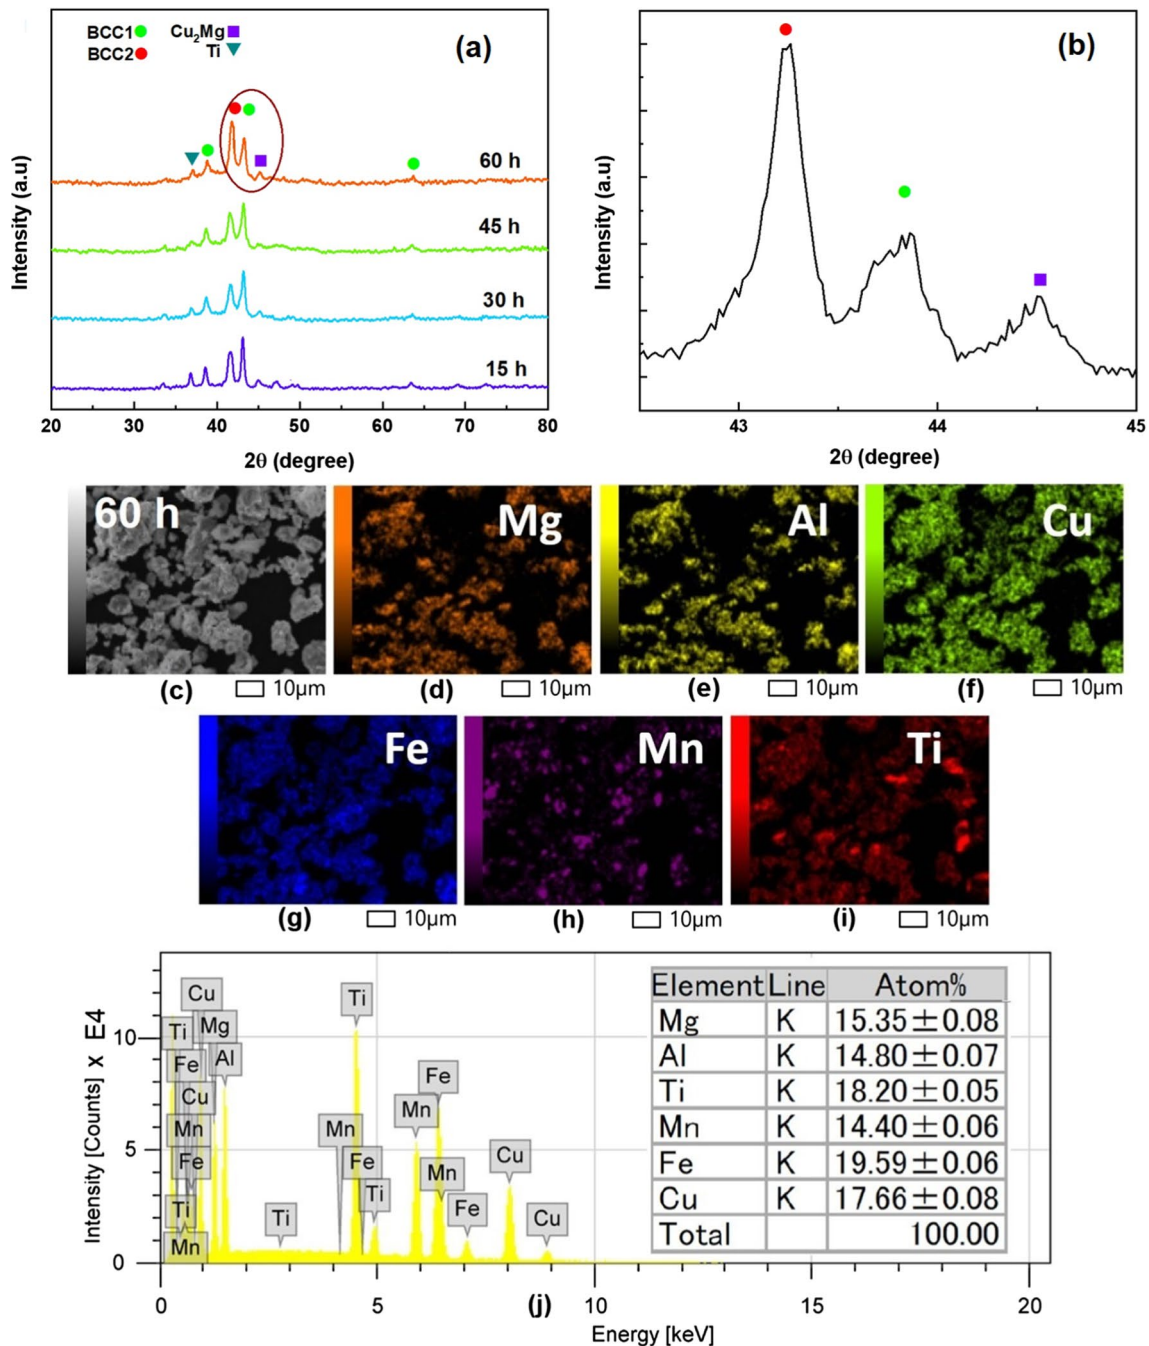 BCC1 Cu₂Mg (a)
BCC2 Ti
60 h
45 h
30 h
15 h
Intensity (a.u)
20 30 40 50 60 70 80
2θ (degree)
(b)
Intensity (a.u)
43 44 45
2θ (degree)
60 h Mg Al Cu
(c) 10μm (d) 10μm (e) 10μm (f) 10μm
Fe Mn Ti
(g) 10μm (h) 10μm (i) 10μm
Intensity [Counts] x E4
10
5
0
Cu
Ti Mg
Fe Al
Cu
Mn
Fe
Ti
Mn
Ti
Ti
Mn
Fe
Ti
Mn
Fe
Mn
Fe
Cu
Cu
Element Line Atom%
Mg K 15.35±0.08
Al K 14.80±0.07
Ti K 18.20±0.05
Mn K 14.40±0.06
Fe K 19.59±0.06
Cu K 17.66±0.08
Total 100.00
0 5 (j) 10 15 20
Energy [keV]